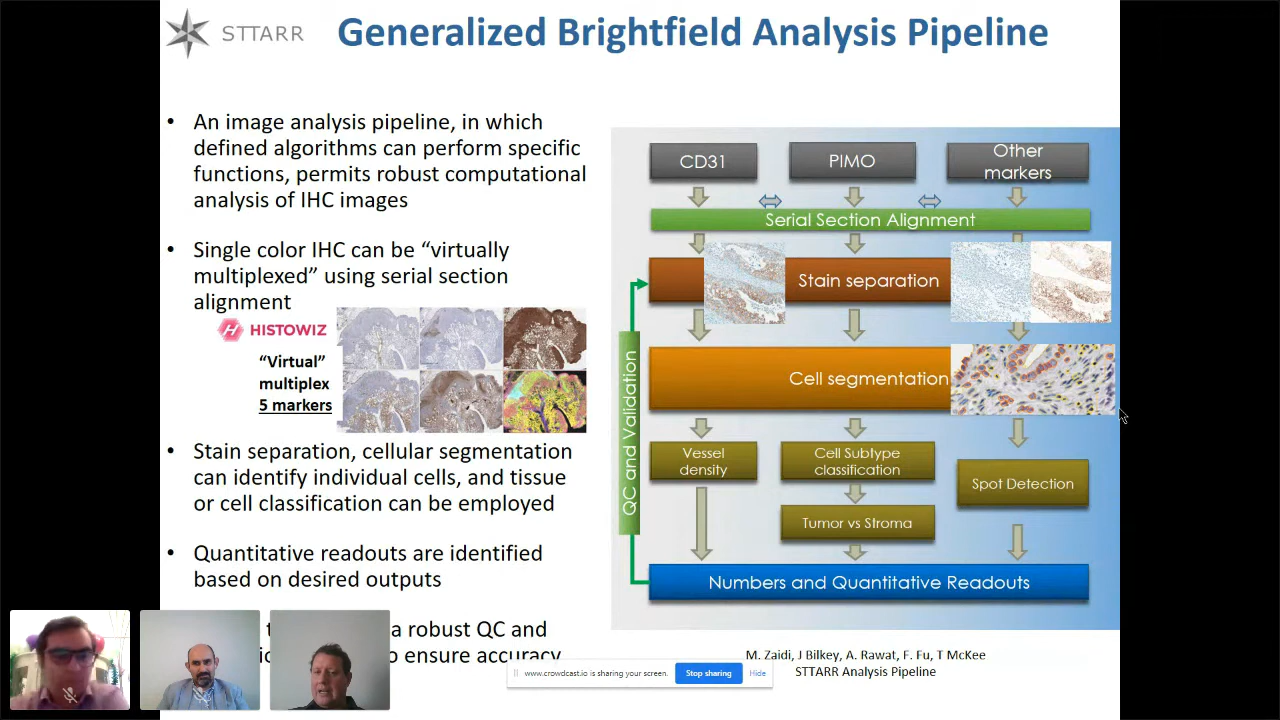 STTARR
Generalized Brightfield Analysis Pipeline
• An image analysis pipeline, in which
defined algorithms can perform specific
functions, permits robust computational
analysis of IHC images
• Single color IHC can be “virtually
multiplexed” using serial section
alignment
HISTOWIZ
“Virtual”
multiplex
5 markers
• Stain separation, cellular segmentation
can identify individual cells, and tissue
or cell classification can be employed
• Quantitative readouts are identified
based on desired outputs
a robust QC and
to ensure accuracy
CD31
PIMO
Other
markers
Serial Section Alignment
Stain separation
Cell segmentation
QC and Validation
Vessel
density
Cell Subtype
classification
Spot Detection
Tumor vs Stroma
Numbers and Quantitative Readouts
M. Zaidi, J Bilkey, A. Rawat, F. Fu, T McKee
STTARR Analysis Pipeline
www.crowdcast.io is sharing your screen.
Stop sharing
Hide